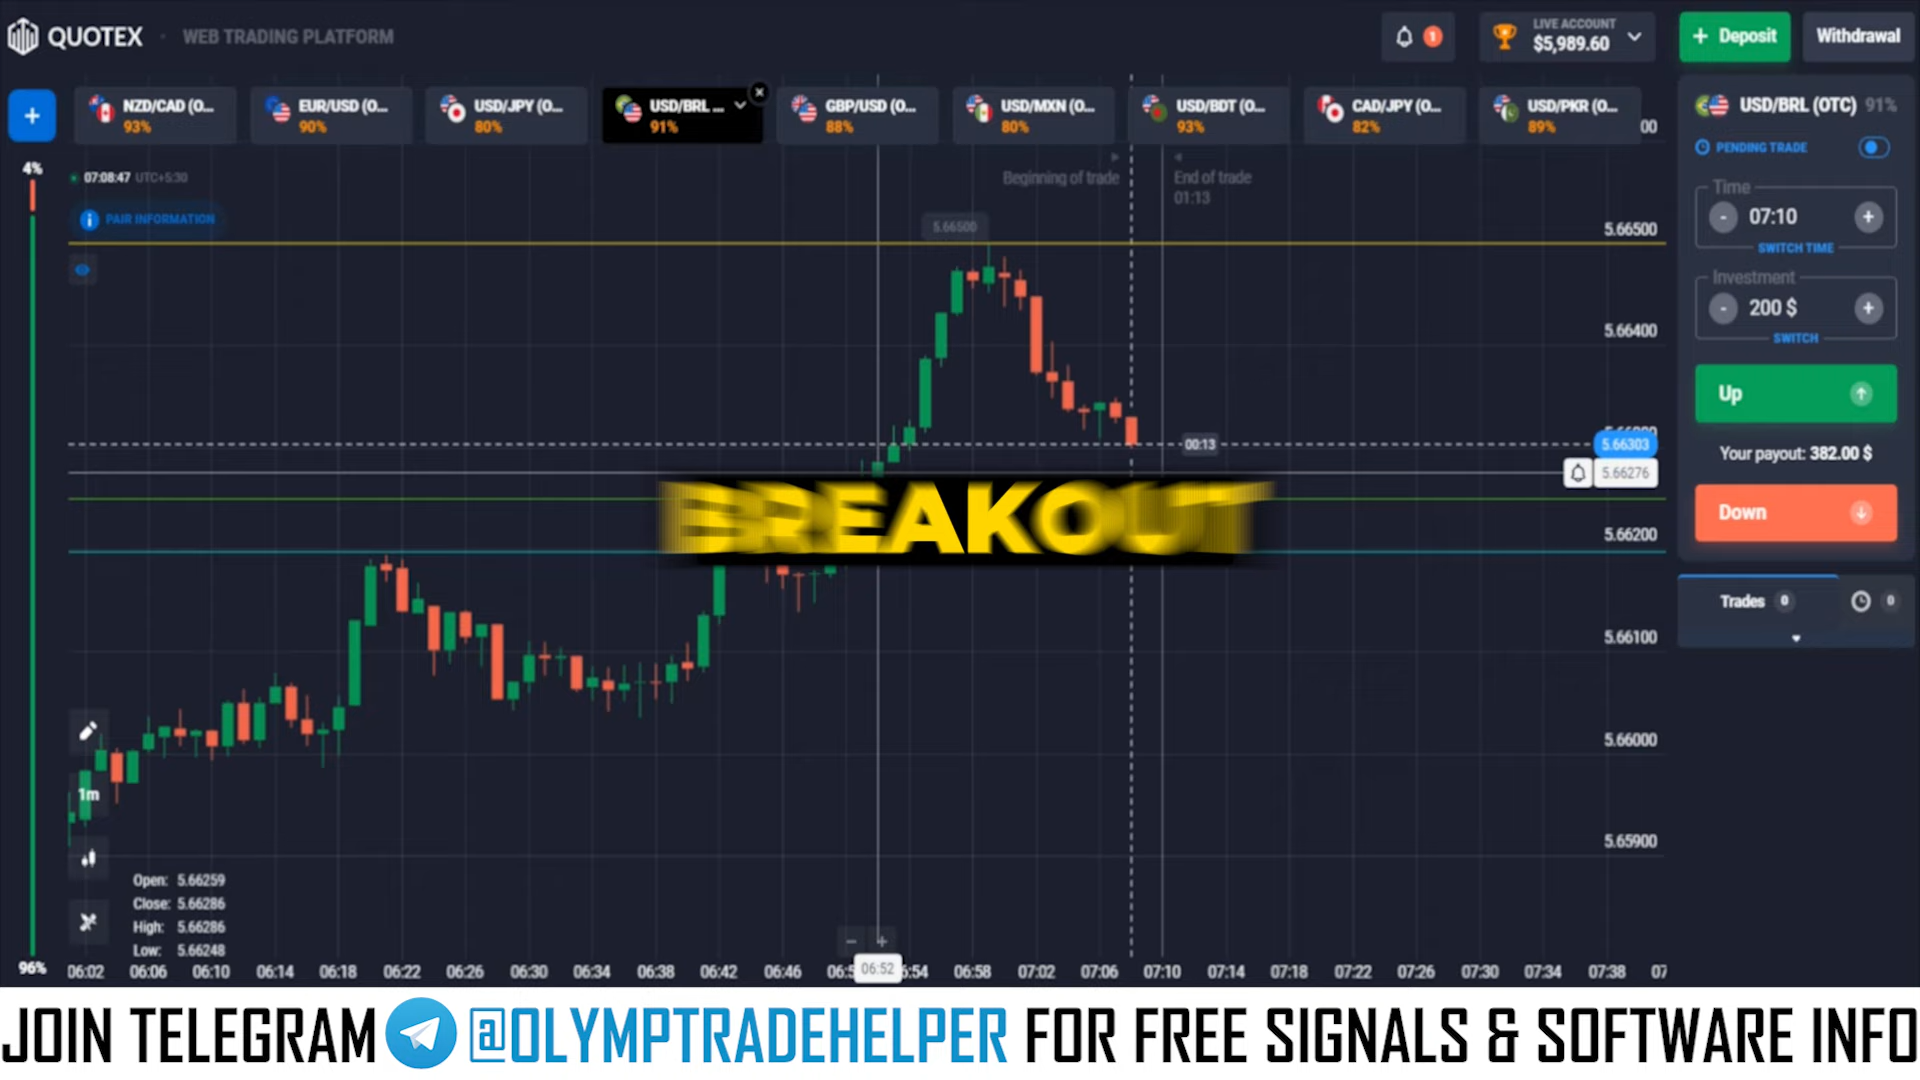 QUOTEX · WEB TRADING PLATFORM
1
LIVE ACCOUNT
$5,989.60
+ Deposit
Withdrawal
+
NZD/CAD (O...
93%
EUR/USD (O...
90%
USD/JPY (O...
80%
USD/BRL ...
91%
GBP/USD (O...
88%
USD/MXN (O...
80%
USD/BDT (O...
93%
CAD/JPY (O...
82%
USD/PKR (O...
89%
00
USD/BRL (OTC) 91%
PENDING TRADE
4%
07:08:47 UTC+5:30
PAIR INFORMATION
Beginning of trade
End of trade
01:13
5.66500
5.66500
5.66400
00:13
5.66303
5.66276
5.66200
5.66100
5.66000
5.65900
Time
- 07:10 +
SWITCH TIME
Investment
- 200 $ +
SWITCH
Up
Your payout: 382.00 $
Down
Trades 0
0
BREAKOUT
1m
Open: 5.66259
Close: 5.66286
High: 5.66286
Low: 5.66248
96%
- +
06:02 06:06 06:10 06:14 06:18 06:22 06:26 06:30 06:34 06:38 06:42 06:46 06:52 06:58 07:02 07:06 07:10 07:14 07:18 07:22 07:26 07:30 07:34 07:38
JOIN TELEGRAM @OLYMPTRADEHELPER FOR FREE SIGNALS & SOFTWARE INFO